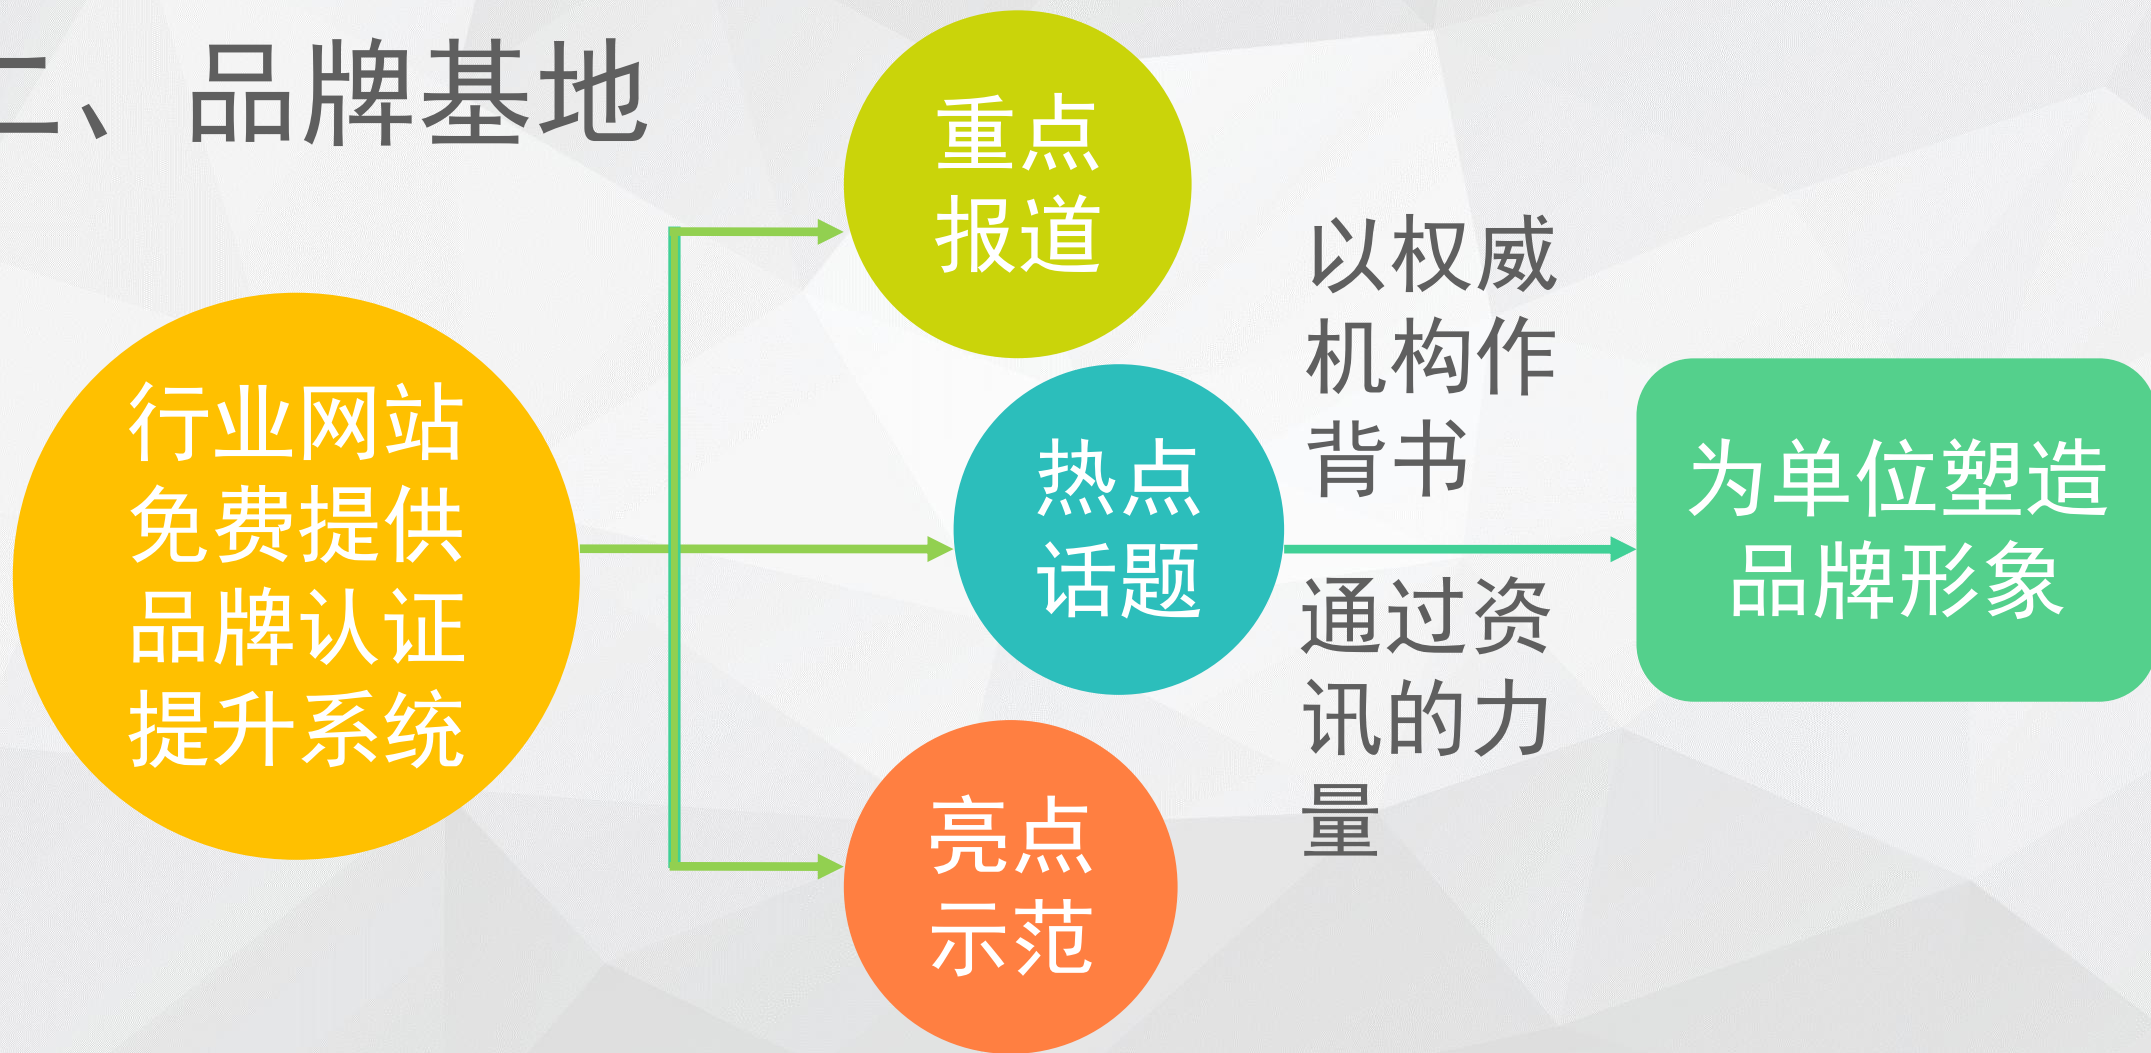 二、品牌基地
行业网站
免费提供
品牌认证
提升系统
重点
报道
热点
话题
亮点
示范
以权威
机构作
背书
通过资
讯的力
量
为单位塑造
品牌形象